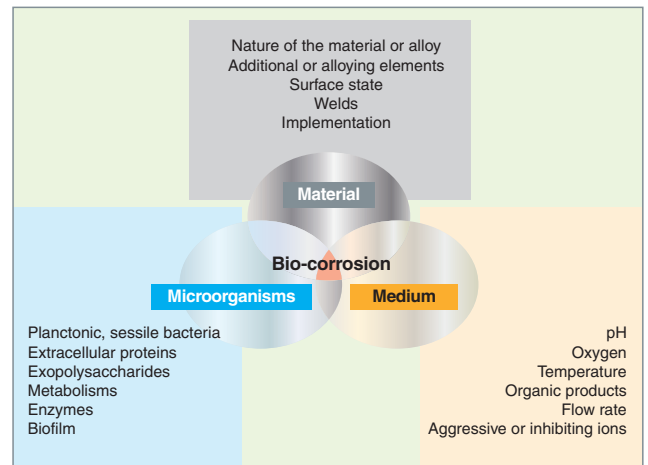 Nature of the material or alloy
Additional or alloying elements
Surface state
Welds
Implementation
Material
Bio-corrosion
Microorganisms
Medium
Planctonic, sessile bacteria
Extracellular proteins
Exopolysaccharides
Metabolisms
Enzymes
Biofilm
pH
Oxygen
Temperature
Organic products
Flow rate
Aggressive or inhibiting ions